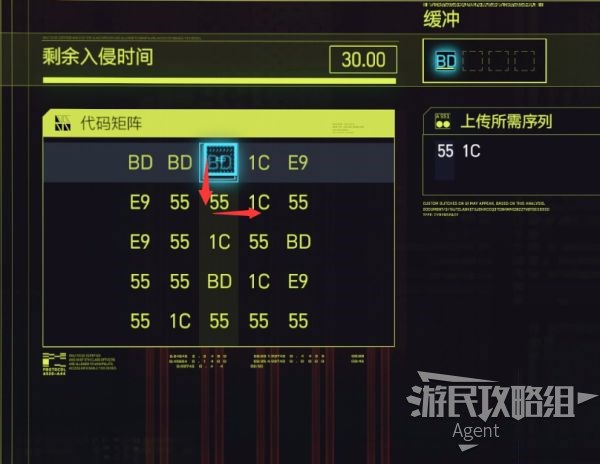 缓冲
剩余入侵时间
30.00
BD
代码矩阵
上传所需序列
55 1C
BD BD BD 1C E9
E9 55 55 1C 55
E9 55 1C 55 BD
55 55 BD 1C E9
55 1C 55 55 55
游民攻略组
Agent